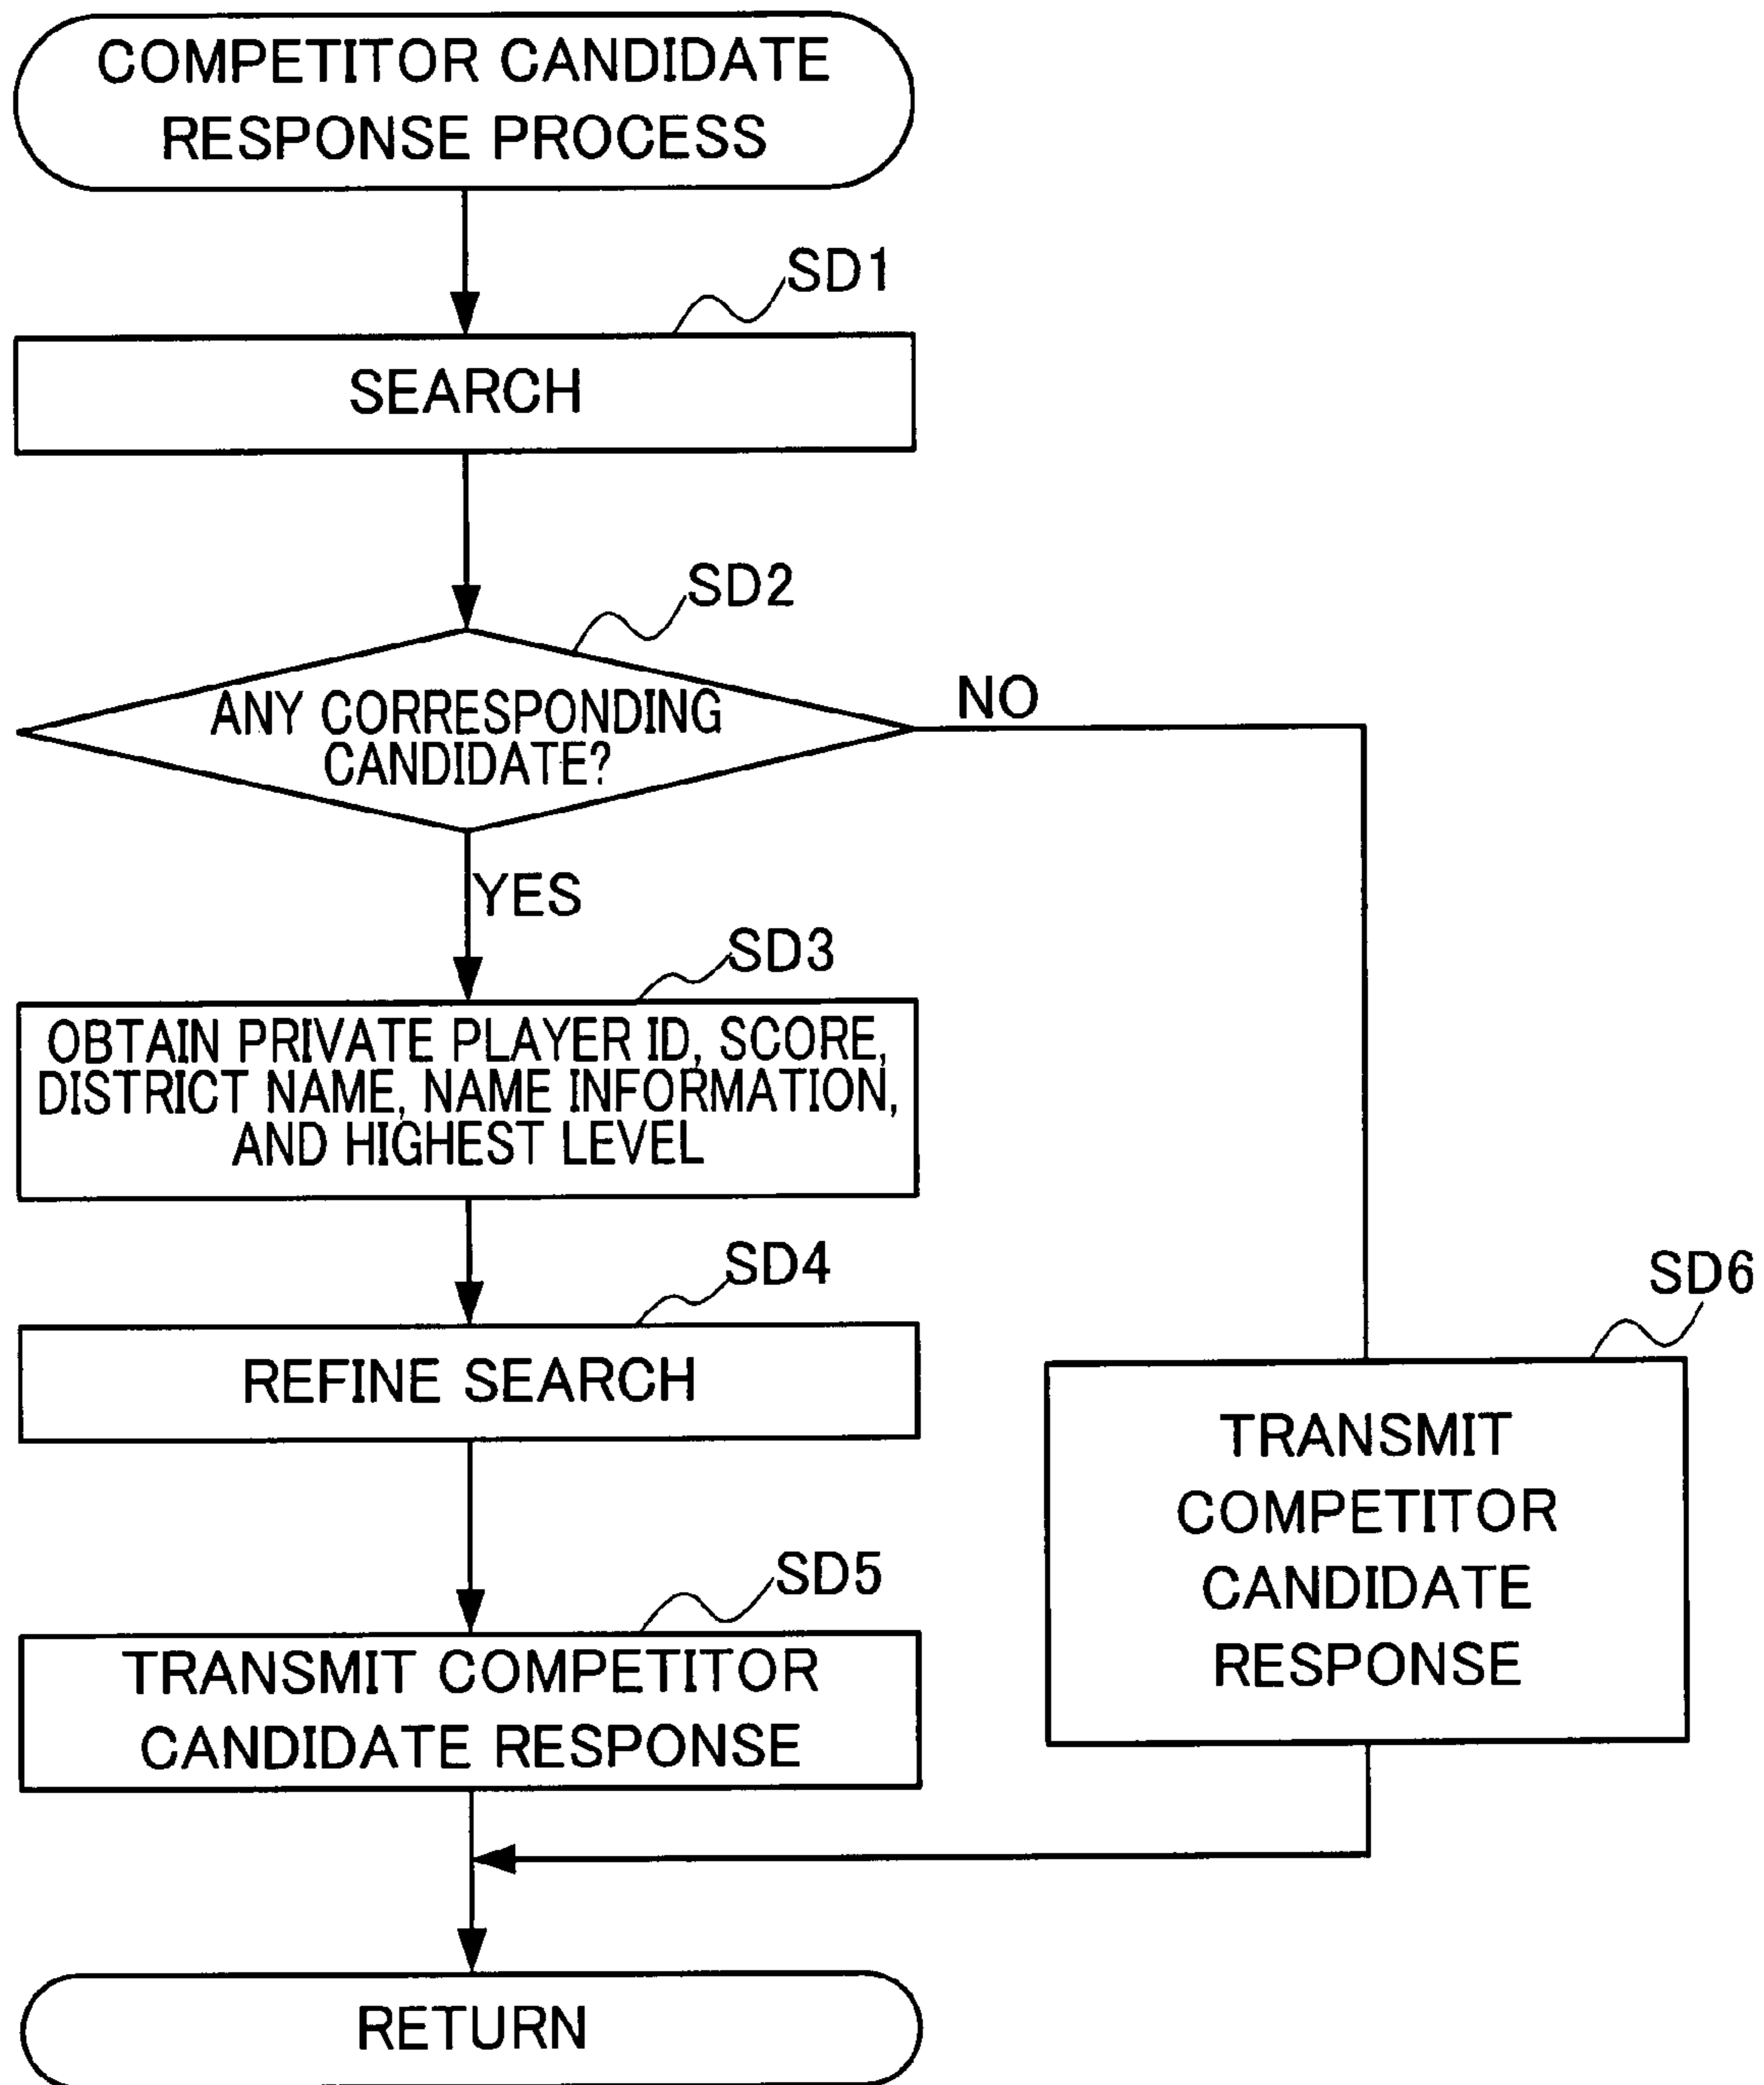 COMPETITOR CANDIDATE
RESPONSE PROCESS
SD1
SEARCH
SD2
ANY CORRESPONDING
CANDIDATE?
NO
YES
SD3
OBTAIN PRIVATE PLAYER ID, SCORE,
DISTRICT NAME, NAME INFORMATION,
AND HIGHEST LEVEL
SD4
REFINE SEARCH
SD5
TRANSMIT COMPETITOR
CANDIDATE RESPONSE
SD6
TRANSMIT
COMPETITOR
CANDIDATE
RESPONSE
RETURN